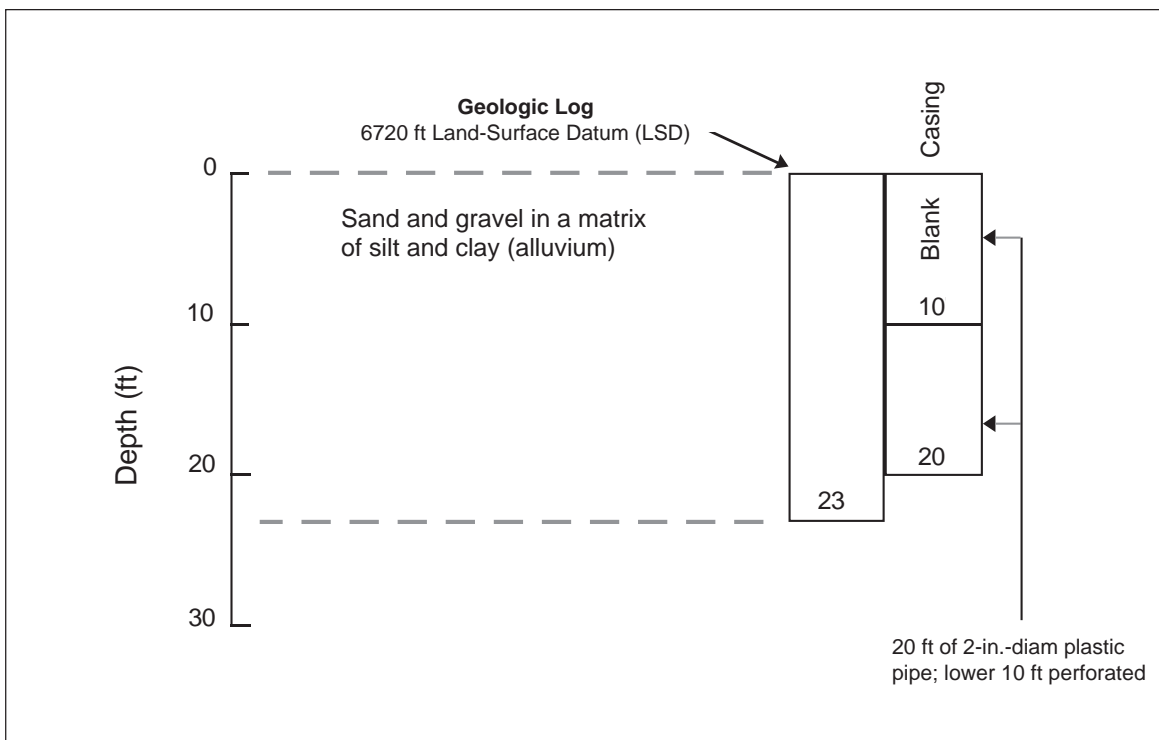 Geologic Log
6720 ft Land-Surface Datum (LSD)
Casing
0
Sand and gravel in a matrix
of silt and clay (alluvium)
Blank
10
10
Depth (ft)
20
20
23
30
20 ft of 2-in.-diam plastic
pipe; lower 10 ft perforated